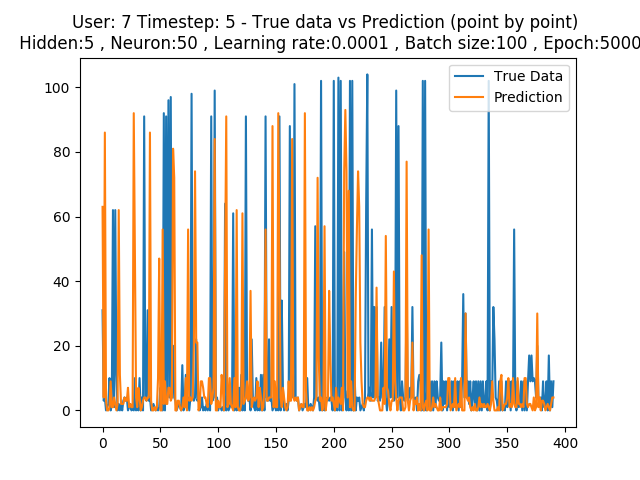 User: 7 Timestep: 5 - True data vs Prediction (point by point)
Hidden:5 , Neuron:50 , Learning rate:0.0001 , Batch size:100 , Epoch:5000
True Data
Prediction
100
80
60
40
20
0
0 50 100 150 200 250 300 350 400